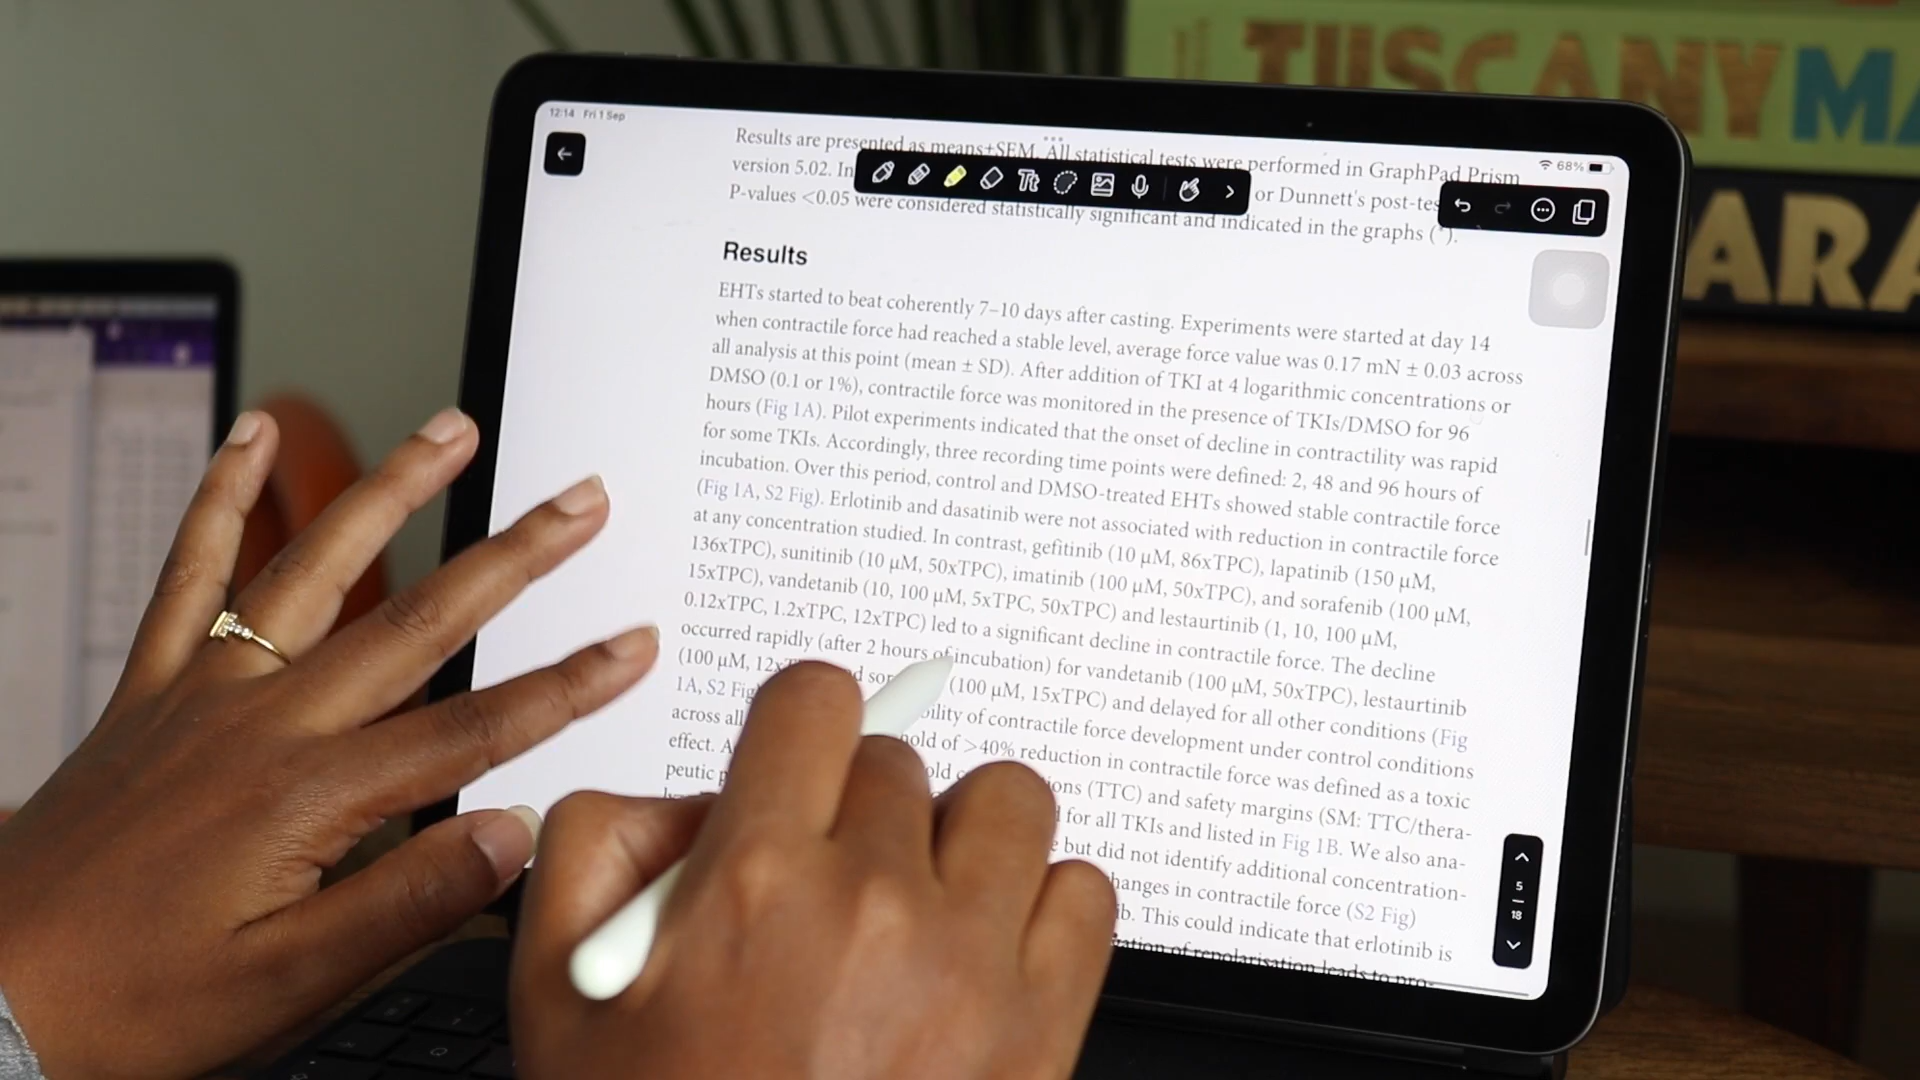 TUSCANY MA
ARA
12:14 Fri 1 Sep
68%
Results are presented as means±SEM. All statistical tests were performed in GraphPad Prism
version 5.02. In or Dunnett's post-tes
P-values <0.05 were considered statistically significant and indicated in the graphs (*).
Tt
Results
EHTs started to beat coherently 7–10 days after casting. Experiments were started at day 14
when contractile force had reached a stable level, average force value was 0.17 mN ± 0.03 across
all analysis at this point (mean ± SD). After addition of TKI at 4 logarithmic concentrations or
DMSO (0.1 or 1%), contractile force was monitored in the presence of TKIs/DMSO for 96
hours (Fig 1A). Pilot experiments indicated that the onset of decline in contractility was rapid
for some TKIs. Accordingly, three recording time points were defined: 2, 48 and 96 hours of
incubation. Over this period, control and DMSO-treated EHTs showed stable contractile force
(Fig 1A, S2 Fig). Erlotinib and dasatinib were not associated with reduction in contractile force
at any concentration studied. In contrast, gefitinib (10 μM, 86xTPC), lapatinib (150 μM,
136xTPC), sunitinib (10 μM, 50xTPC), imatinib (100 μM, 50xTPC), and sorafenib (100 μM,
15xTPC), vandetanib (10, 100 μM, 5xTPC, 50xTPC) and lestaurtinib (1, 10, 100 μM,
0.12xTPC, 1.2xTPC, 12xTPC) led to a significant decline in contractile force. The decline
occurred rapidly (after 2 hours of incubation) for vandetanib (100 μM, 50xTPC), lestaurtinib
(100 μM, 12xT d sor (100 μM, 15xTPC) and delayed for all other conditions (Fig
1A, S2 Fig bility of contractile force development under control conditions
across all old of >40% reduction in contractile force was defined as a toxic
effect. A old c ions (TTC) and safety margins (SM: TTC/thera-
peutic p for all TKIs and listed in Fig 1B. We also ana-
but did not identify additional concentration-
hanges in contractile force (S2 Fig)
ib. This could indicate that erlotinib is
ation of repolarisation leads to pro-
5
18